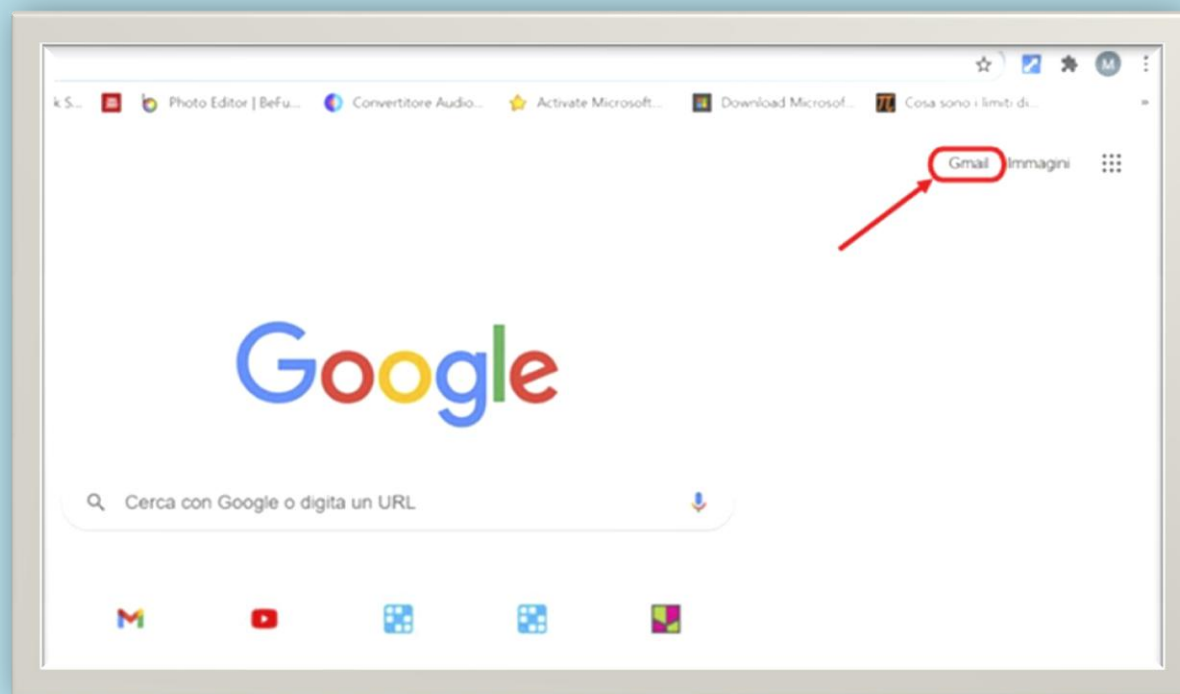 M
k S... Photo Editor | BeFu... Convertitore Audio... Activate Microsoft... Download Microsof... Cosa sono i limiti di... »
Gmail Immagini
Google
Cerca con Google o digita un URL